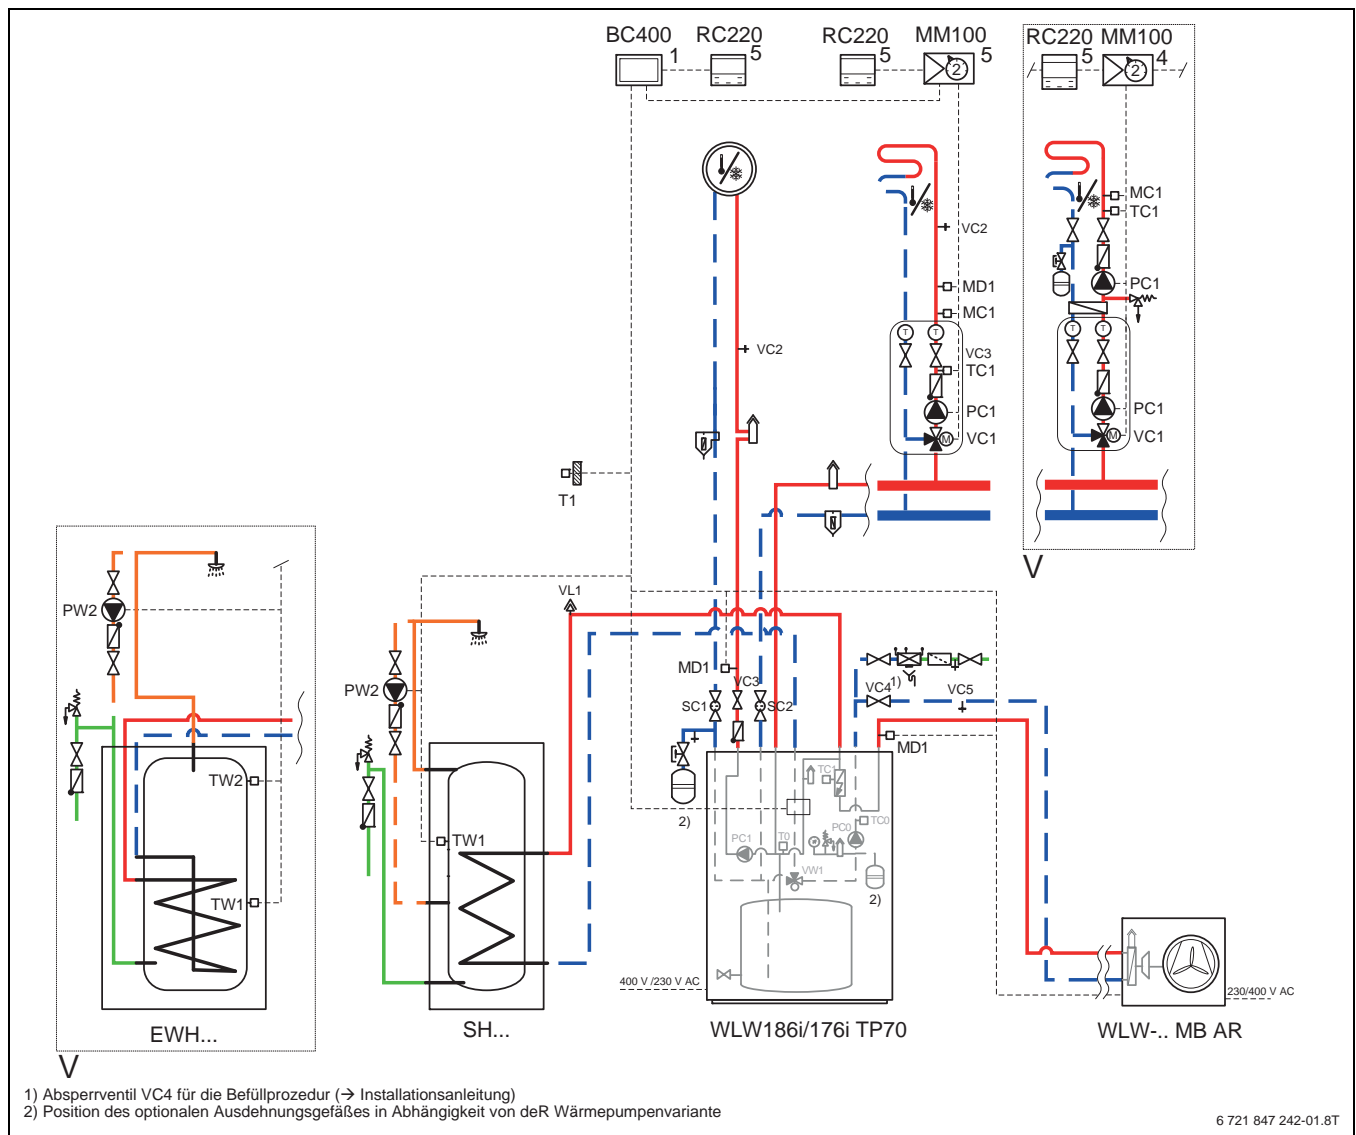 BC400 RC220 RC220 MM100 RC220 MM100
1 5 5 5 5 4
2 2
MC1
TC1
VC2
MD1 PC1
MC1
T T T T
VC2 VC3
TC1
PC1 PC1
M VC1 M VC1
T1
V
VL1
PW2
MD1 VC3 VC4 1) VC5
PW2 SC1 SC2
MD1
TW2 TC1
2) TC0
TW1 PC1 T0 PC0
VW1
TW1 2)
400 V /230 V AC 230/400 V AC
EWH... SH... WLW186i/176i TP70 WLW-.. MB AR
V
1) Absperrventil VC4 für die Befüllprozedur (→ Installationsanleitung)
2) Position des optionalen Ausdehnungsgefäßes in Abhängigkeit von deR Wärmepumpenvariante
6 721 847 242-01.8T